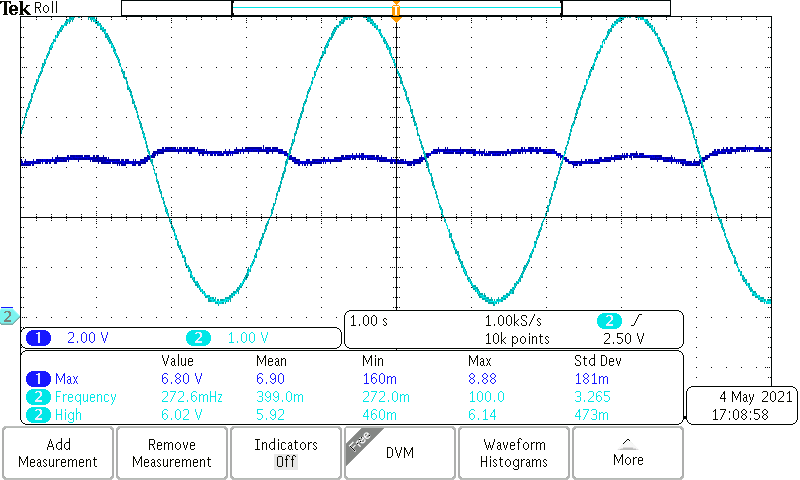 Tek Roll
T
2
1 2.00 V 2 1.00 V
1.00 s 1.00kS/s 2
10k points 2.50 V
Value Mean Min Max Std Dev
1 Max 6.80 V 6.90 160m 8.88 181m
2 Frequency 272.6mHz 399.0m 272.0m 100.0 3.265
2 High 6.02 V 5.92 460m 6.14 473m
4 May 2021
17:08:58
Add Measurement
Remove Measurement
Indicators
Off
Free
DVM
Waveform Histograms
More